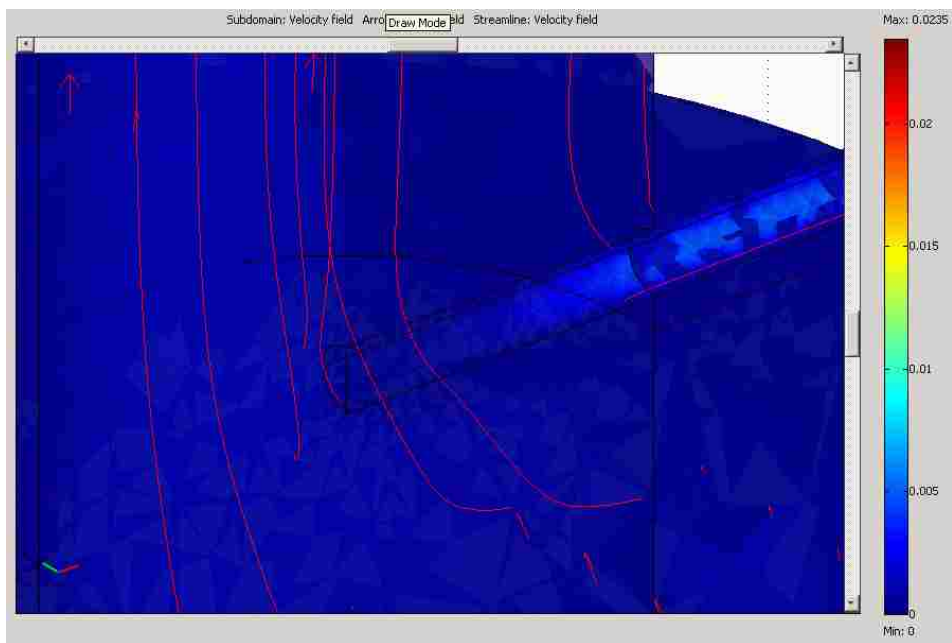 Subdomain: Velocity field Arro Draw Mode eld Streamline: Velocity field
Max: 0.0235
0.02
0.015
0.01
0.005
0
Min: 0